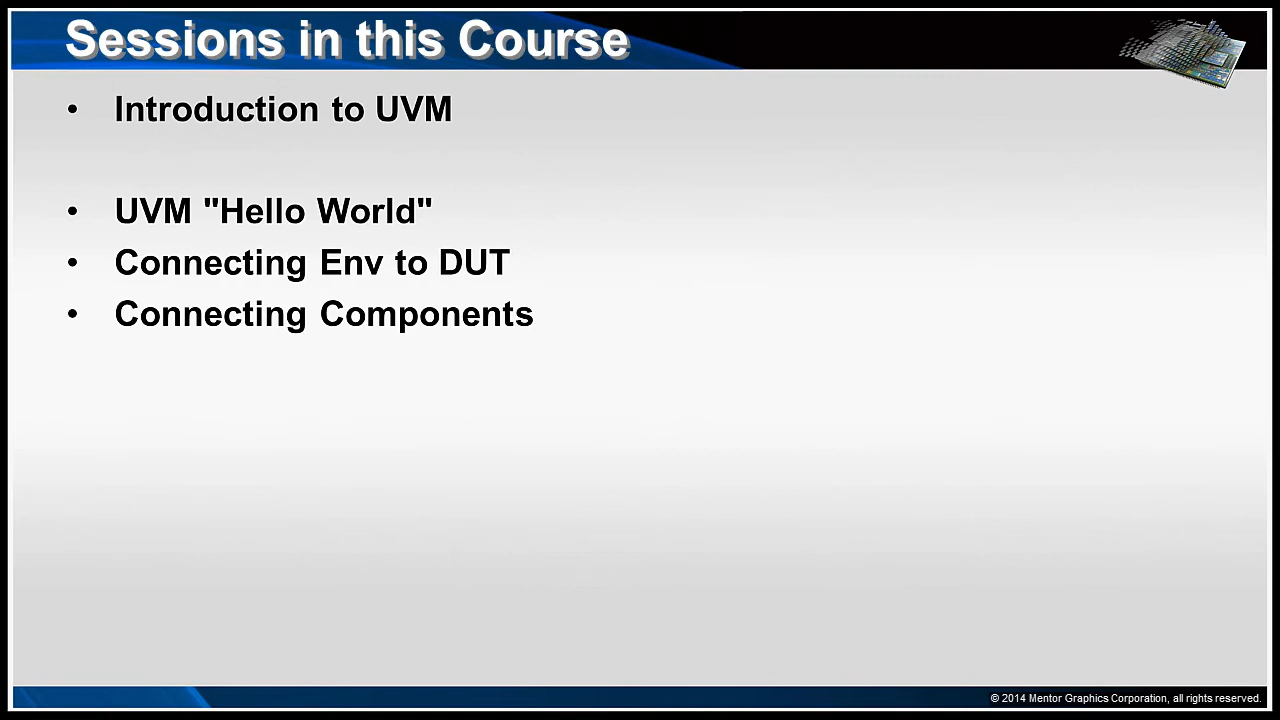 Sessions in this Course
• Introduction to UVM
• UVM "Hello World"
• Connecting Env to DUT
• Connecting Components
© 2014 Mentor Graphics Corporation, all rights reserved.